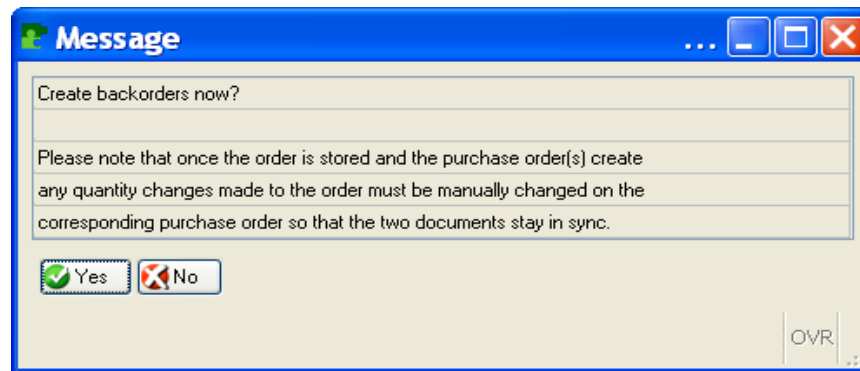 Message
...
Create backorders now?
Please note that once the order is stored and the purchase order(s) create
any quantity changes made to the order must be manually changed on the
corresponding purchase order so that the two documents stay in sync.
Yes No
OVR